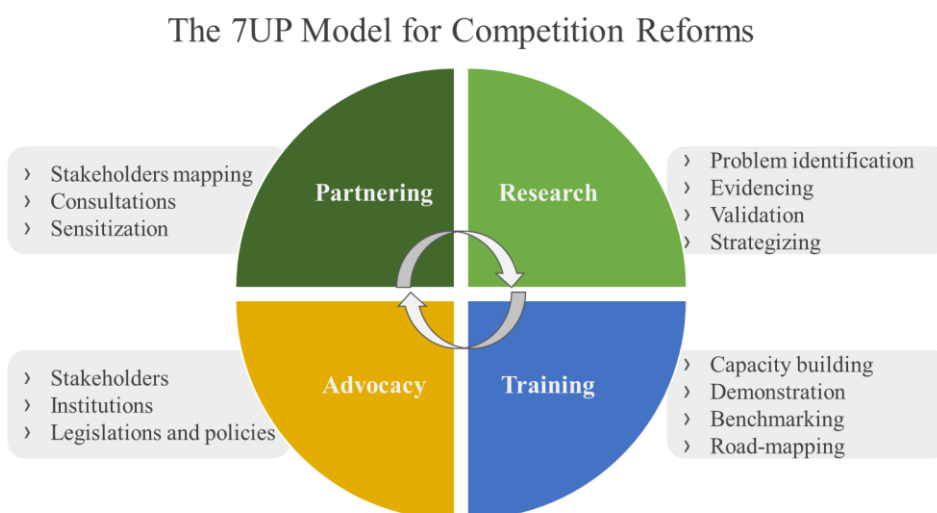 The 7UP Model for Competition Reforms
› Stakeholders mapping
› Consultations
› Sensitization
Partnering
Research
› Problem identification
› Evidencing
› Validation
› Strategizing
› Stakeholders
› Institutions
› Legislations and policies
Advocacy
Training
› Capacity building
› Demonstration
› Benchmarking
› Road-mapping